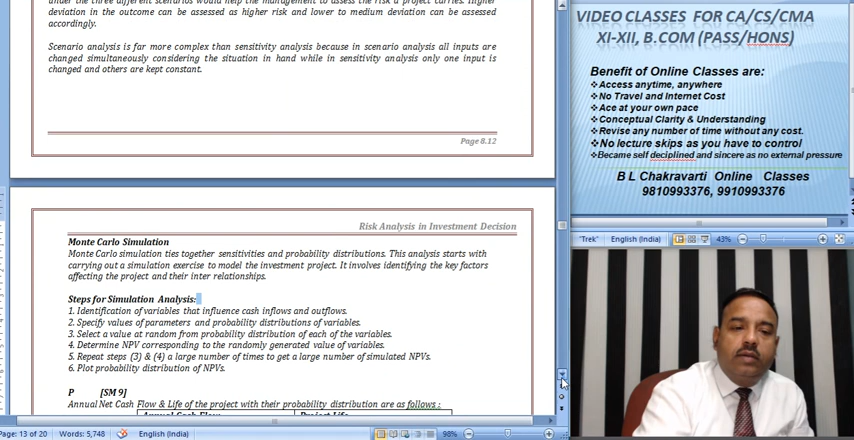 under the three different scenarios would help the management to assess the risk a project carries. Higher
deviation in the outcome can be assessed as higher risk and lower to medium deviation can be assessed
accordingly.
Scenario analysis is far more complex than sensitivity analysis because in scenario analysis all inputs are
changed simultaneously considering the situation in hand while in sensitivity analysis only one input is
changed and others are kept constant.
Page 8.12
Risk Analysis in Investment Decision
Monte Carlo Simulation
Monte Carlo simulation ties together sensitivities and probability distributions. This analysis starts with
carrying out a simulation exercise to model the investment project. It involves identifying the key factors
affecting the project and their inter relationships.
Steps for Simulation Analysis:
1. Identification of variables that influence cash inflows and outflows.
2. Specify values of parameters and probability distributions of variables.
3. Select a value at random from probability distribution of each of the variables.
4. Determine NPV corresponding to the randomly generated value of variables.
5. Repeat steps (3) & (4) a large number of times to get a large number of simulated NPVs.
6. Plot probability distribution of NPVs.
P [SM 9]
Annual Net Cash Flow & Life of the project with their probability distribution are as follows :
Annual Cash Flow Project Life
Page: 13 of 20 Words: 5,748 English (India) 98%
VIDEO CLASSES FOR CA/CS/CMA
XI-XII, B.COM (PASS/HONS)
Benefit of Online Classes are:
❖Access anytime, anywhere
❖No Travel and Internet Cost
❖Ace at your own pace
❖Conceptual Clarity & Understanding
❖Revise any number of time without any cost.
❖No lecture skips as you have to control
❖Became self deciplined and sincere as no external pressure
B L Chakravarti Online Classes
9810993376, 9910993376
"Trek" English (India) 43%